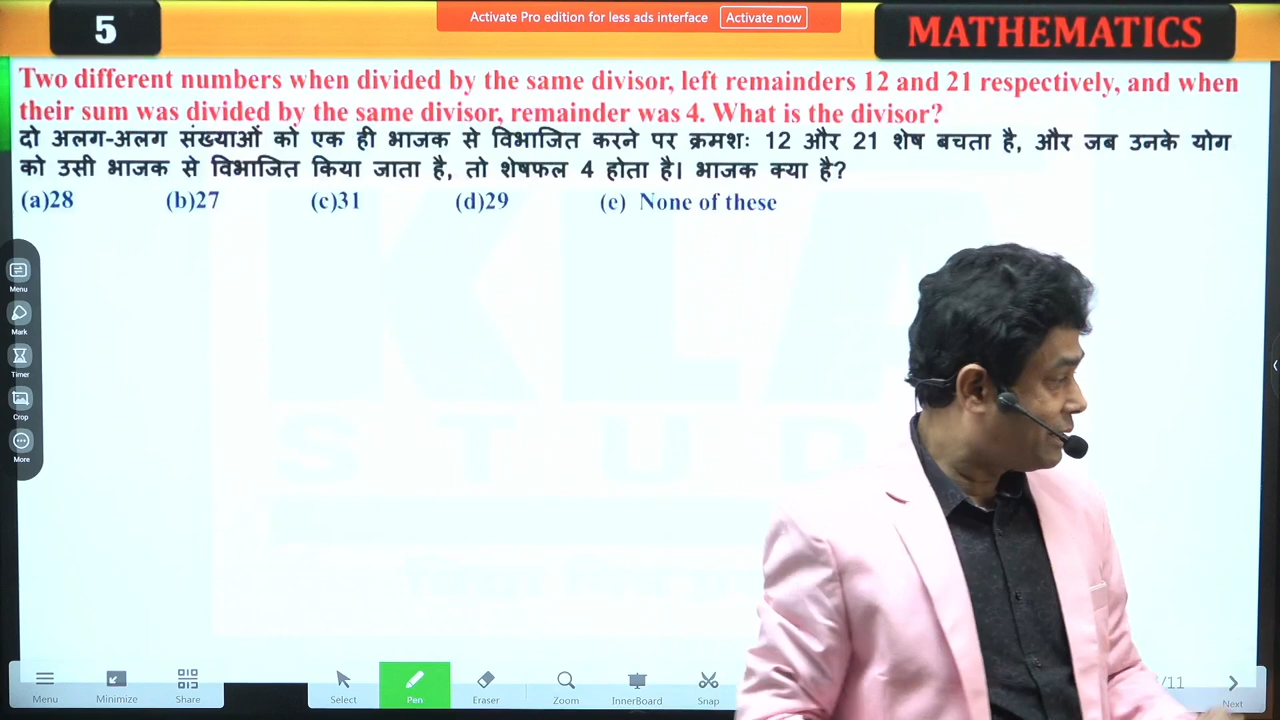 5
Activate Pro edition for less ads interface Activate now
MATHEMATICS
Two different numbers when divided by the same divisor, left remainders 12 and 21 respectively, and when
their sum was divided by the same divisor, remainder was 4. What is the divisor?
दो अलग-अलग संख्याओं को एक ही भाजक से विभाजित करने पर क्रमशः 12 और 21 शेष बचता है, और जब उनके योग
को उसी भाजक से विभाजित किया जाता है, तो शेषफल 4 होता है। भाजक क्या है?
(a)28 (b)27 (c)31 (d)29 (e) None of these
Menu
Mark
Timer
Crop
More
Menu Minimize Share Select Pen Eraser Zoom InnerBoard Snap /11 Next
KLA
STUD